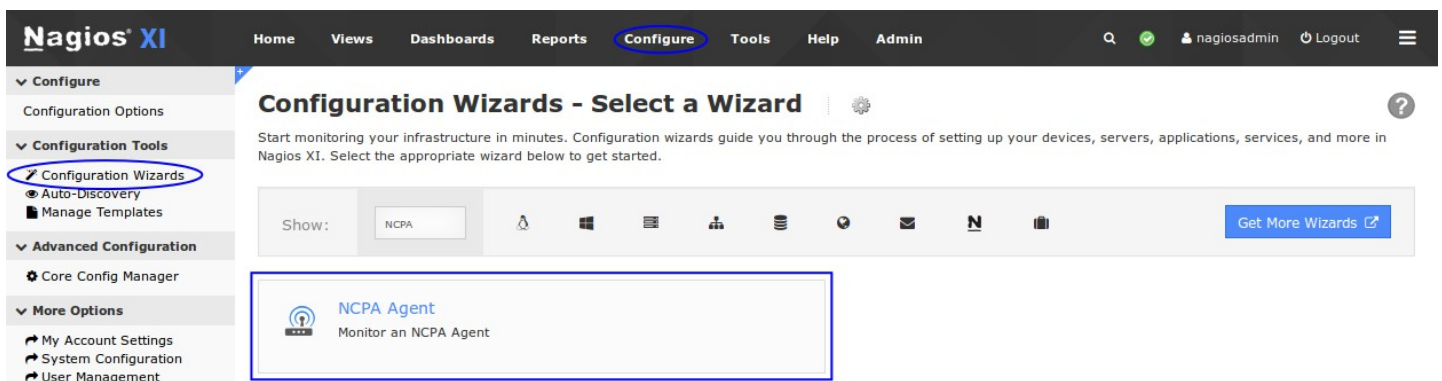 Nagios® XI
Home Views Dashboards Reports Configure Tools Help Admin
nagiosadmin Logout
Configure
Configuration Options
Configuration Tools
Configuration Wizards
Auto-Discovery
Manage Templates
Advanced Configuration
Core Config Manager
More Options
My Account Settings
System Configuration
User Management
Configuration Wizards - Select a Wizard
?
Start monitoring your infrastructure in minutes. Configuration wizards guide you through the process of setting up your devices, servers, applications, services, and more in
Nagios XI. Select the appropriate wizard below to get started.
Show: NCPA N Get More Wizards
NCPA Agent
Monitor an NCPA Agent